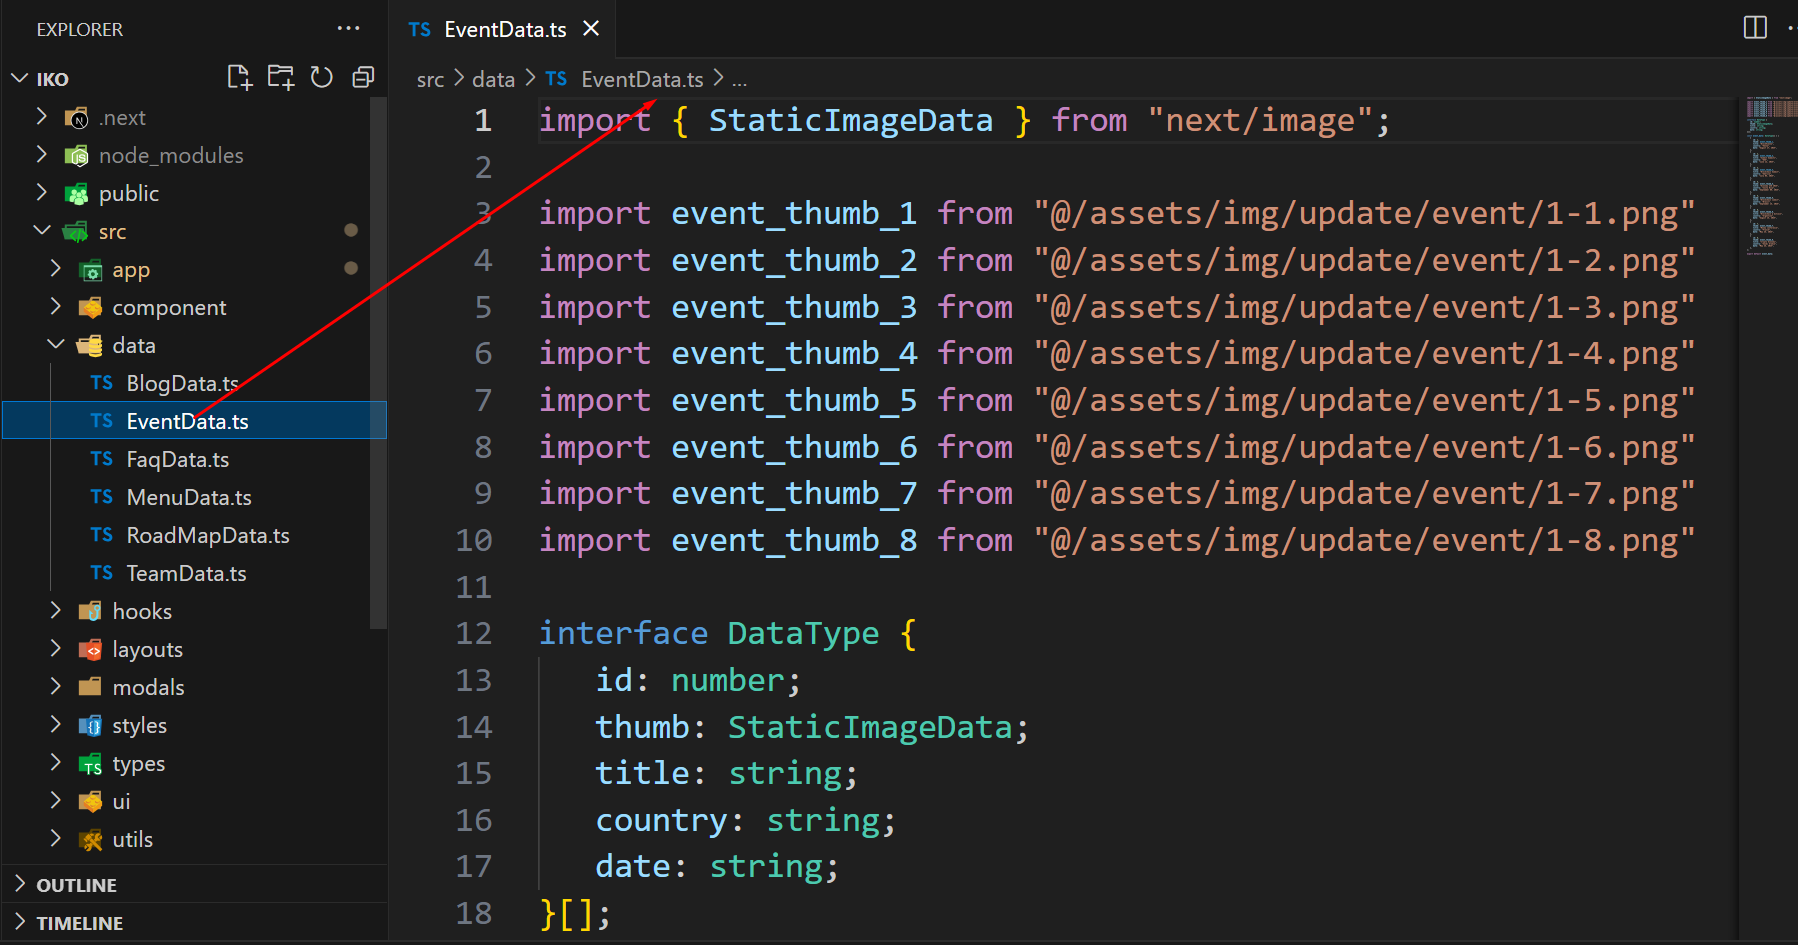 EXPLORER
IKO
.next
node_modules
public
src
app
component
data
TS BlogData.ts
TS EventData.ts
TS FaqData.ts
TS MenuData.ts
TS RoadMapData.ts
TS TeamData.ts
hooks
layouts
modals
styles
types
ui
utils
OUTLINE
TIMELINE
TS EventData.ts
src > data > TS EventData.ts > ...
1 import { StaticImageData } from "next/image";
2
3 import event_thumb_1 from "@/assets/img/update/event/1-1.png"
4 import event_thumb_2 from "@/assets/img/update/event/1-2.png"
5 import event_thumb_3 from "@/assets/img/update/event/1-3.png"
6 import event_thumb_4 from "@/assets/img/update/event/1-4.png"
7 import event_thumb_5 from "@/assets/img/update/event/1-5.png"
8 import event_thumb_6 from "@/assets/img/update/event/1-6.png"
9 import event_thumb_7 from "@/assets/img/update/event/1-7.png"
10 import event_thumb_8 from "@/assets/img/update/event/1-8.png"
11
12 interface DataType {
13 id: number;
14 thumb: StaticImageData;
15 title: string;
16 country: string;
17 date: string;
18 }[];